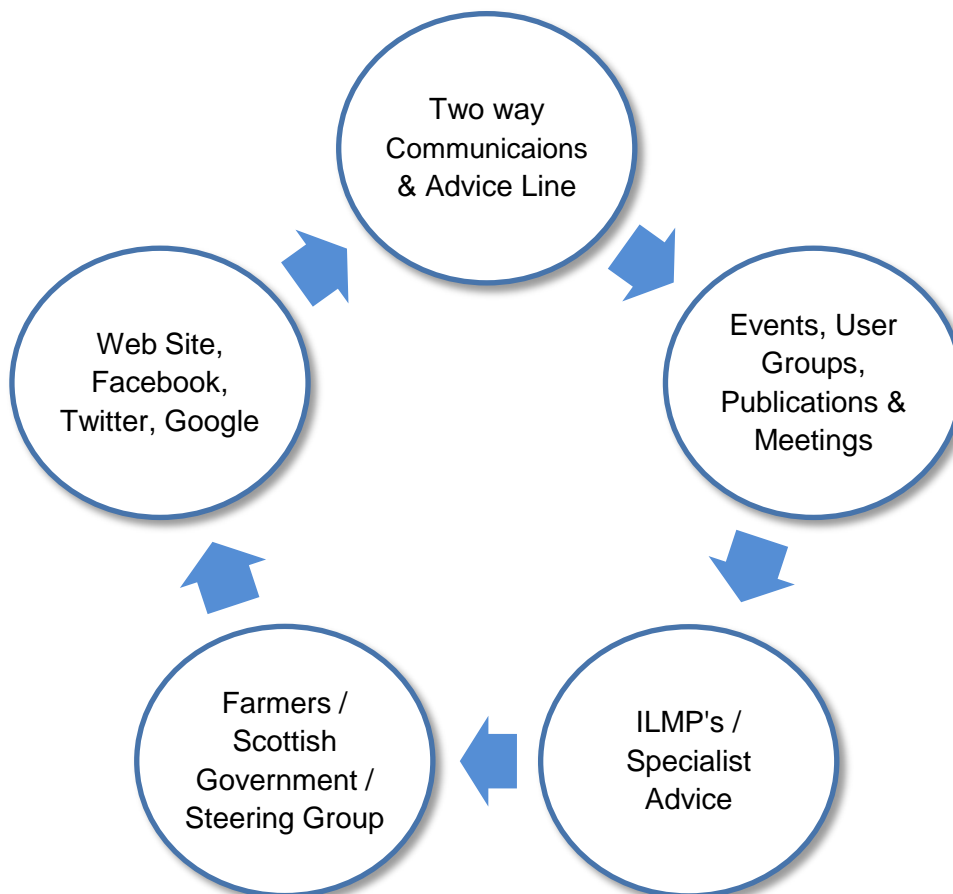 Two way
Communicaions
& Advice Line
Events, User
Groups,
Publications &
Meetings
ILMP's /
Specialist
Advice
Farmers /
Scottish
Government /
Steering Group
Web Site,
Facebook,
Twitter, Google